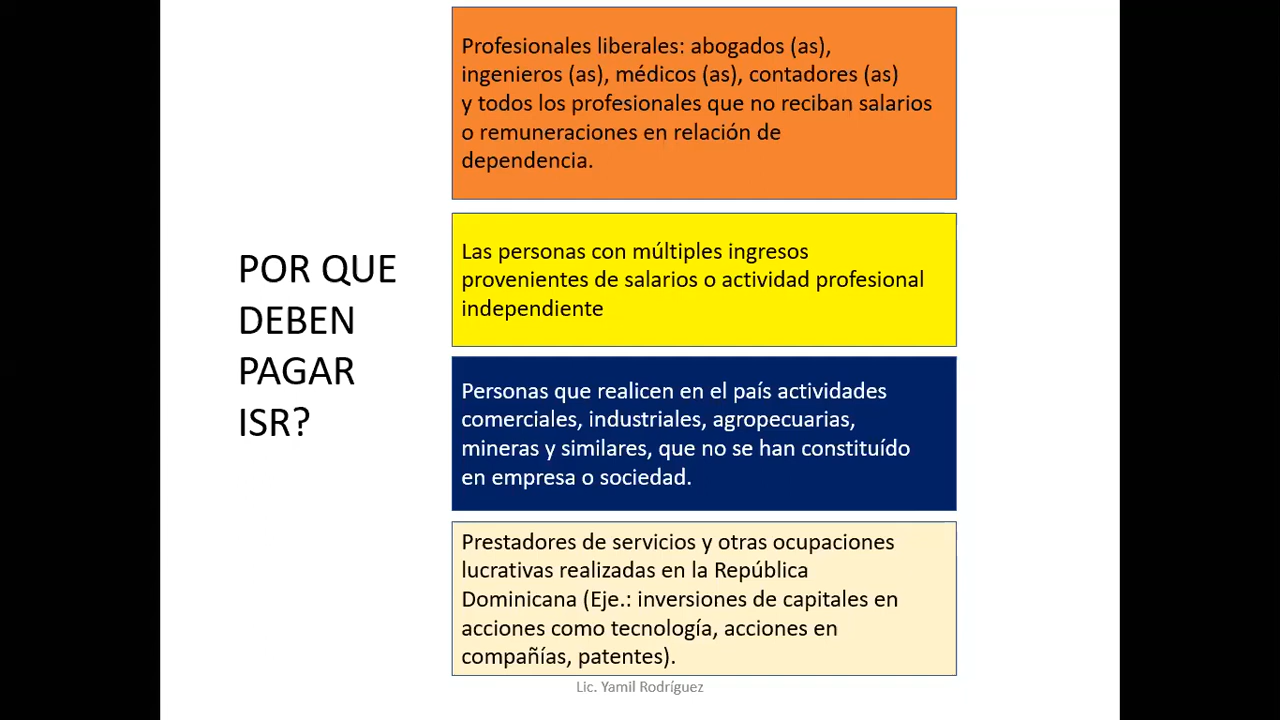 POR QUE
DEBEN
PAGAR
ISR?
Profesionales liberales: abogados (as),
ingenieros (as), médicos (as), contadores (as)
y todos los profesionales que no reciban salarios
o remuneraciones en relación de
dependencia.
Las personas con múltiples ingresos
provenientes de salarios o actividad profesional
independiente
Personas que realicen en el país actividades
comerciales, industriales, agropecuarias,
mineras y similares, que no se han constituído
en empresa o sociedad.
Prestadores de servicios y otras ocupaciones
lucrativas realizadas en la República
Dominicana (Eje.: inversiones de capitales en
acciones como tecnología, acciones en
compañías, patentes).
Lic. Yamil Rodríguez